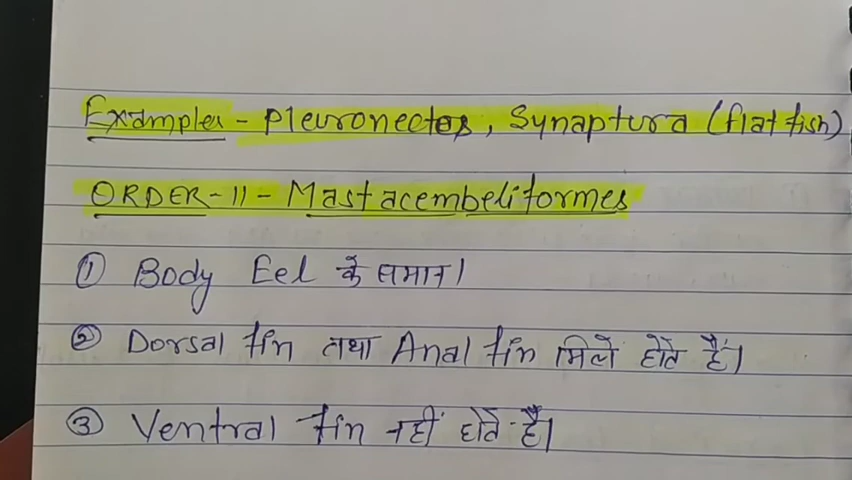 Examples - Pleuronectes, Synaptura (flat fish)
ORDER-11 - Mastacembeliformes
① Body Eel के समान।
② Dorsal fin तथा Anal fin मिले होते हैं।
③ Ventral fin नहीं होते हैं।